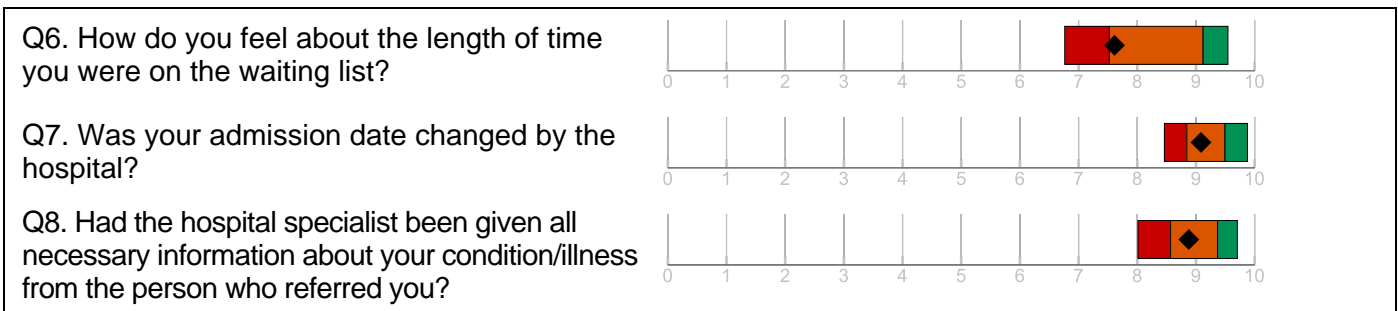 Q6. How do you feel about the length of time
you were on the waiting list?
0 1 2 3 4 5 6 7 8 9 10
Q7. Was your admission date changed by the
hospital?
0 1 2 3 4 5 6 7 8 9 10
Q8. Had the hospital specialist been given all
necessary information about your condition/illness
from the person who referred you?
0 1 2 3 4 5 6 7 8 9 10